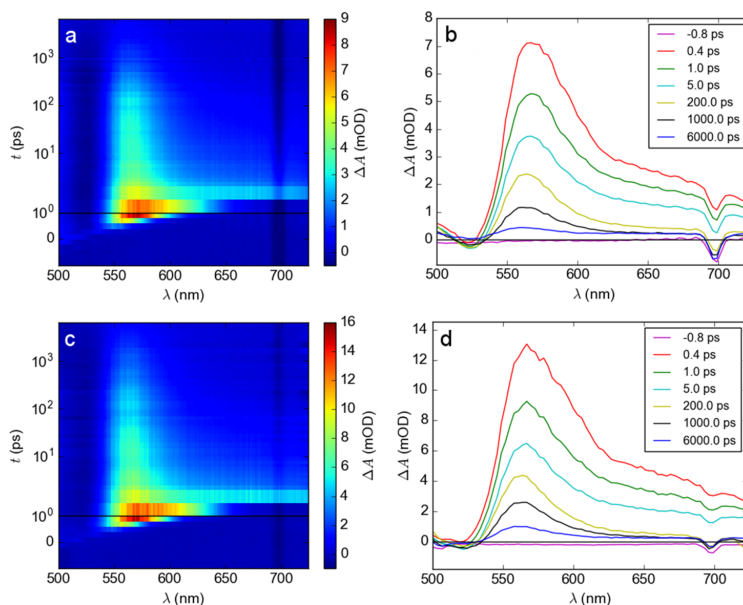 a
9
8
7
6
5
4
3
2
1
0
ΔA (mOD)
10³
10²
10¹
10⁰
0
t (ps)
500 550 600 650 700
λ (nm)
b
8
7
6
5
4
3
2
1
0
-1
ΔA (mOD)
-0.8 ps
0.4 ps
1.0 ps
5.0 ps
200.0 ps
1000.0 ps
6000.0 ps
500 550 600 650 700
λ (nm)
c
16
14
12
10
8
6
4
2
0
ΔA (mOD)
10³
10²
10¹
10⁰
0
t (ps)
500 550 600 650 700
λ (nm)
d
14
12
10
8
6
4
2
0
ΔA (mOD)
-0.8 ps
0.4 ps
1.0 ps
5.0 ps
200.0 ps
1000.0 ps
6000.0 ps
500 550 600 650 700
λ (nm)